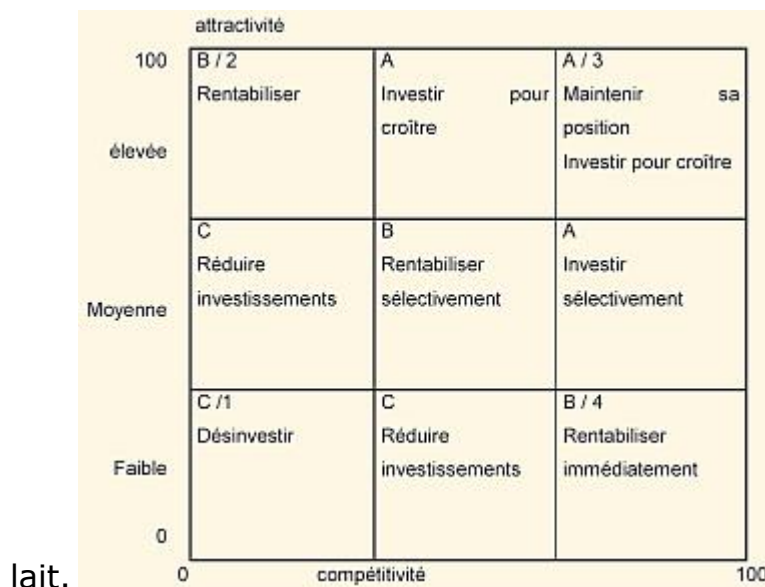 attractivité
100
B / 2
Rentabiliser
A
Investir pour
croître
A / 3
Maintenir sa
position
Investir pour croître
élevée
C
Réduire
investissements
B
Rentabiliser
sélectivement
A
Investir
sélectivement
Moyenne
C /1
Désinvestir
C
Réduire
investissements
B / 4
Rentabiliser
immédiatement
Faible
0
lait.
0 compétitivité 100